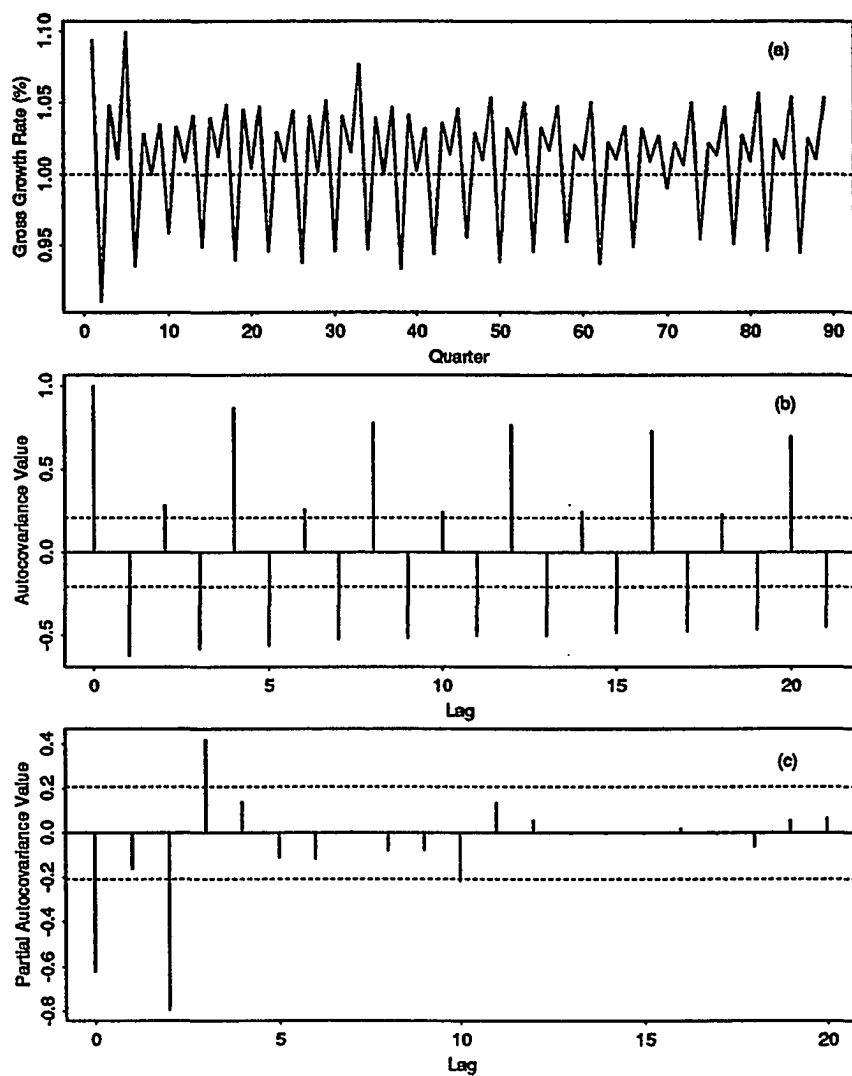 (a)
Gross Growth Rate (%)
1.10
1.05
1.00
0.95
0 10 20 30 40 50 60 70 80 90
Quarter
(b)
Autocovariance Value
1.0
0.5
0.0
-0.5
0 5 10 15 20
Lag
(c)
Partial Autocovariance Value
0.4
0.2
0.0
-0.2
-0.4
-0.6
-0.8
0 5 10 15 20
Lag